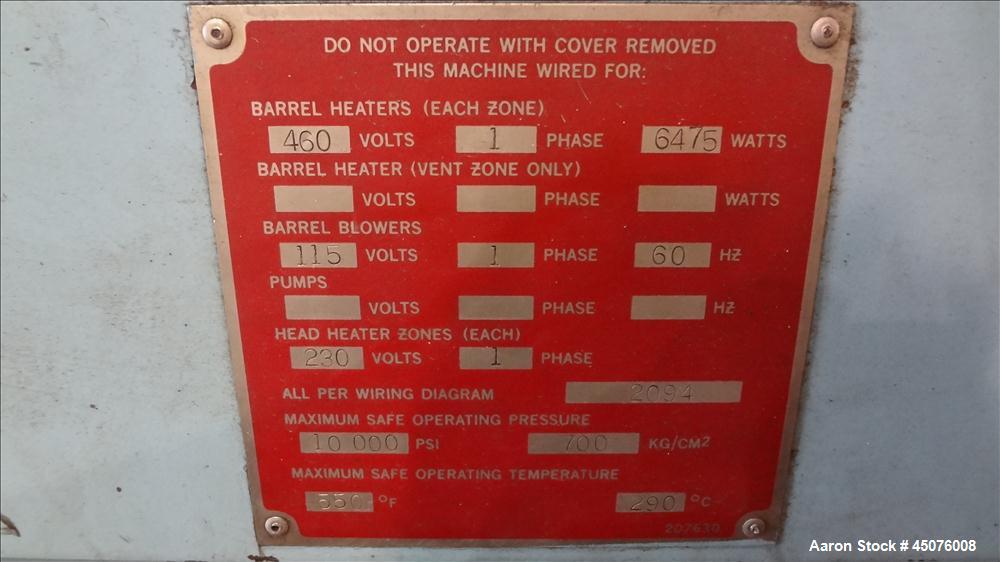 DO NOT OPERATE WITH COVER REMOVED
THIS MACHINE WIRED FOR:
BARREL HEATERS (EACH ZONE)
460 VOLTS 1 PHASE 6475 WATTS
BARREL HEATER (VENT ZONE ONLY)
VOLTS PHASE WATTS
BARREL BLOWERS
115 VOLTS 1 PHASE 60 HZ
PUMPS
VOLTS PHASE HZ
HEAD HEATER ZONES (EACH)
230 VOLTS 1 PHASE
ALL PER WIRING DIAGRAM 2094
MAXIMUM SAFE OPERATING PRESSURE
10 000 PSI 700 KG/CM2
MAXIMUM SAFE OPERATING TEMPERATURE
550 °F 290 °C
207630
Aaron Stock # 45076008